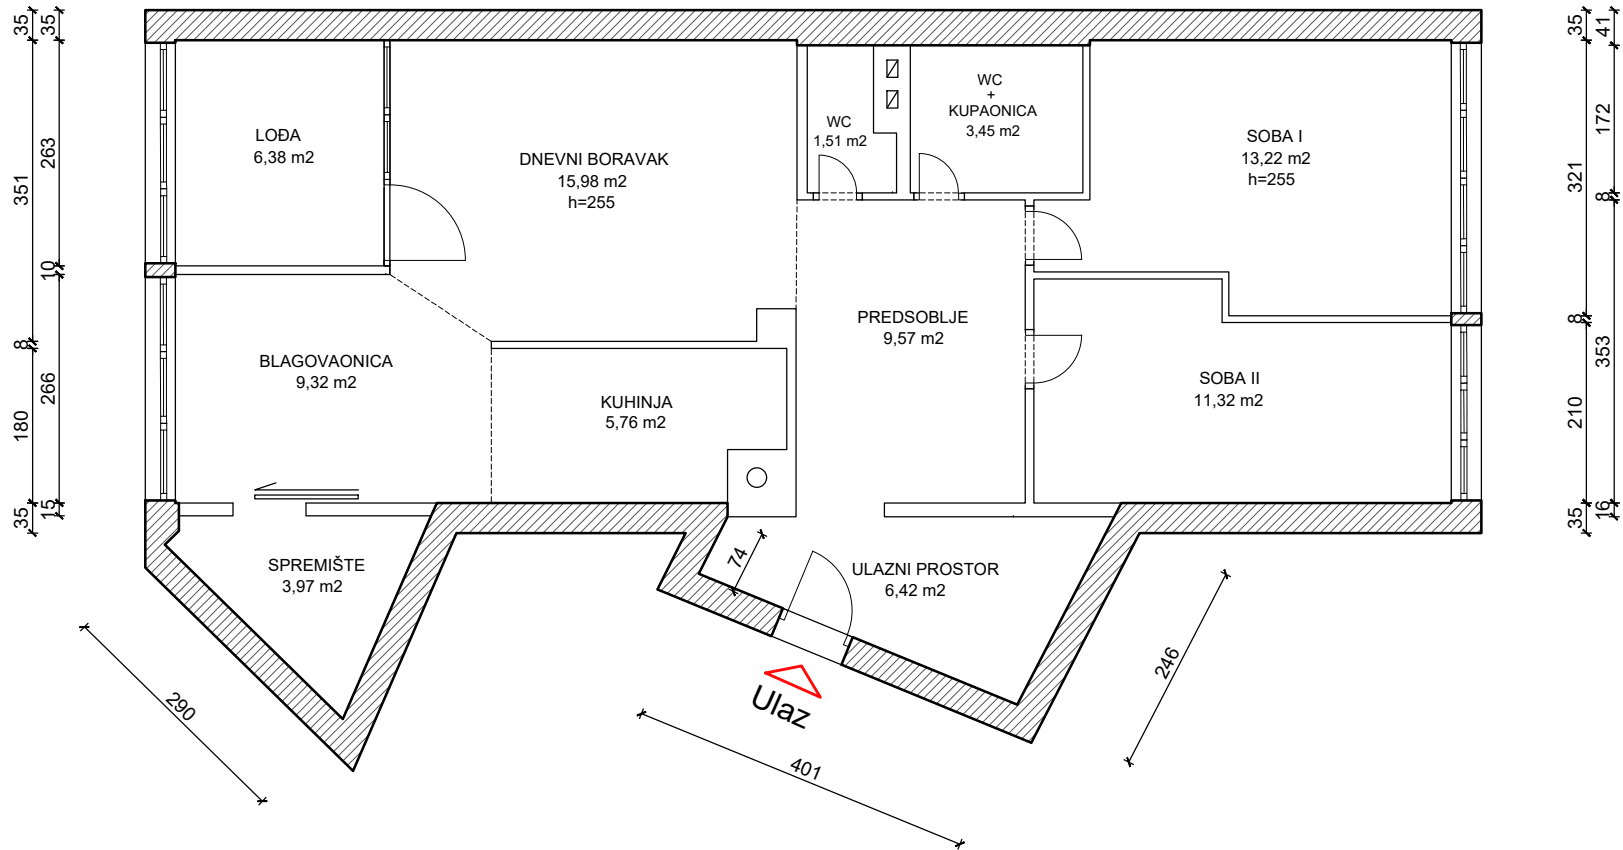 LOĐA
6,38 m2
DNEVNI BORAVAK
15,98 m2
h=255
WC
1,51 m2
WC
+
KUPAONICA
3,45 m2
SOBA I
13,22 m2
h=255
BLAGOVAONICA
9,32 m2
KUHINJA
5,76 m2
PREDSOBLJE
9,57 m2
SOBA II
11,32 m2
SPREMIŠTE
3,97 m2
ULAZNI PROSTOR
6,42 m2
Ulaz
74
290
401
246
35
351
8
180
35
35
263
10
266
15
35
321
8
210
35
41
172
8
353
16